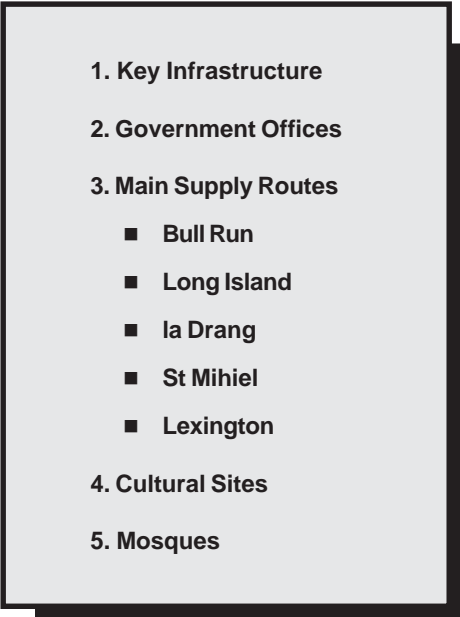 1. Key Infrastructure
2. Government Offices
3. Main Supply Routes
■ Bull Run
■ Long Island
■ Ia Drang
■ St Mihiel
■ Lexington
4. Cultural Sites
5. Mosques